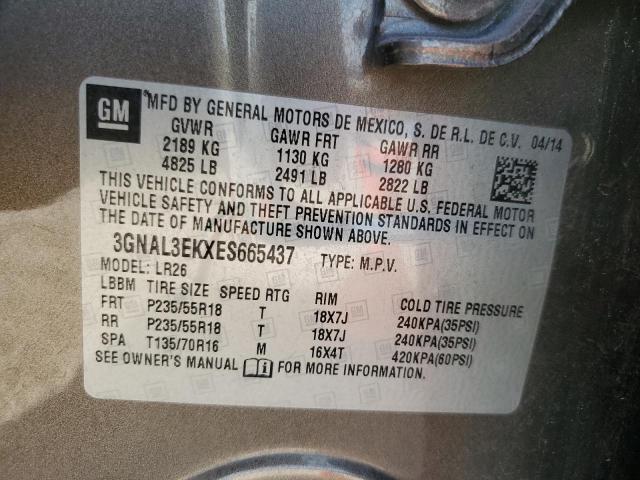 GM
MFD BY GENERAL MOTORS DE MEXICO, S. DE R.L. DE C.V. 04/14
GVWR GAWR FRT GAWR RR
2189 KG 1130 KG 1280 KG
4825 LB 2491 LB 2822 LB
THIS VEHICLE CONFORMS TO ALL APPLICABLE U.S. FEDERAL MOTOR
VEHICLE SAFETY AND THEFT PREVENTION STANDARDS IN EFFECT ON
THE DATE OF MANUFACTURE SHOWN ABOVE.
3GNAL3EKXES665437 TYPE: M.P.V.
MODEL: LR26
LBBM TIRE SIZE SPEED RTG RIM COLD TIRE PRESSURE
FRT P235/55R18 T 18X7J 240KPA(35PSI)
RR P235/55R18 T 18X7J 240KPA(35PSI)
SPA T135/70R16 M 16X4T 420KPA(60PSI)
SEE OWNER'S MANUAL i FOR MORE INFORMATION.